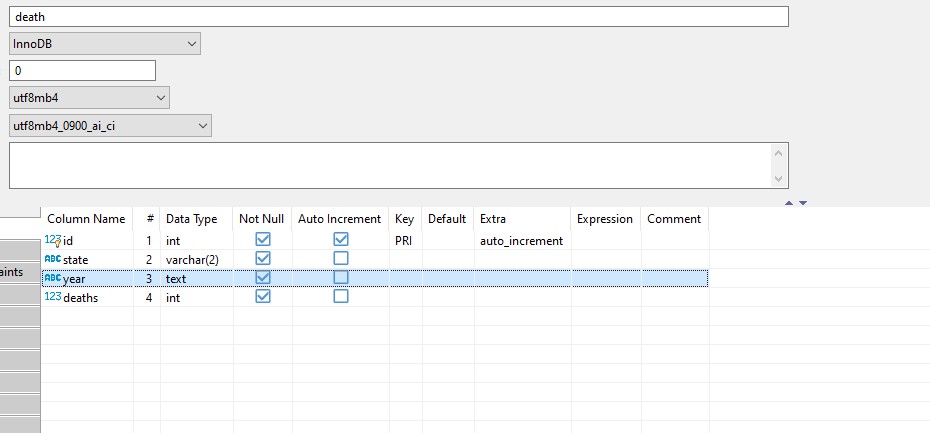 death
InnoDB
0
utf8mb4
utf8mb4_0900_ai_ci
Column Name # Data Type Not Null Auto Increment Key Default Extra Expression Comment
123 id 1 int PRI auto_increment
ABC state 2 varchar(2)
aints
ABC year 3 text
123 deaths 4 int